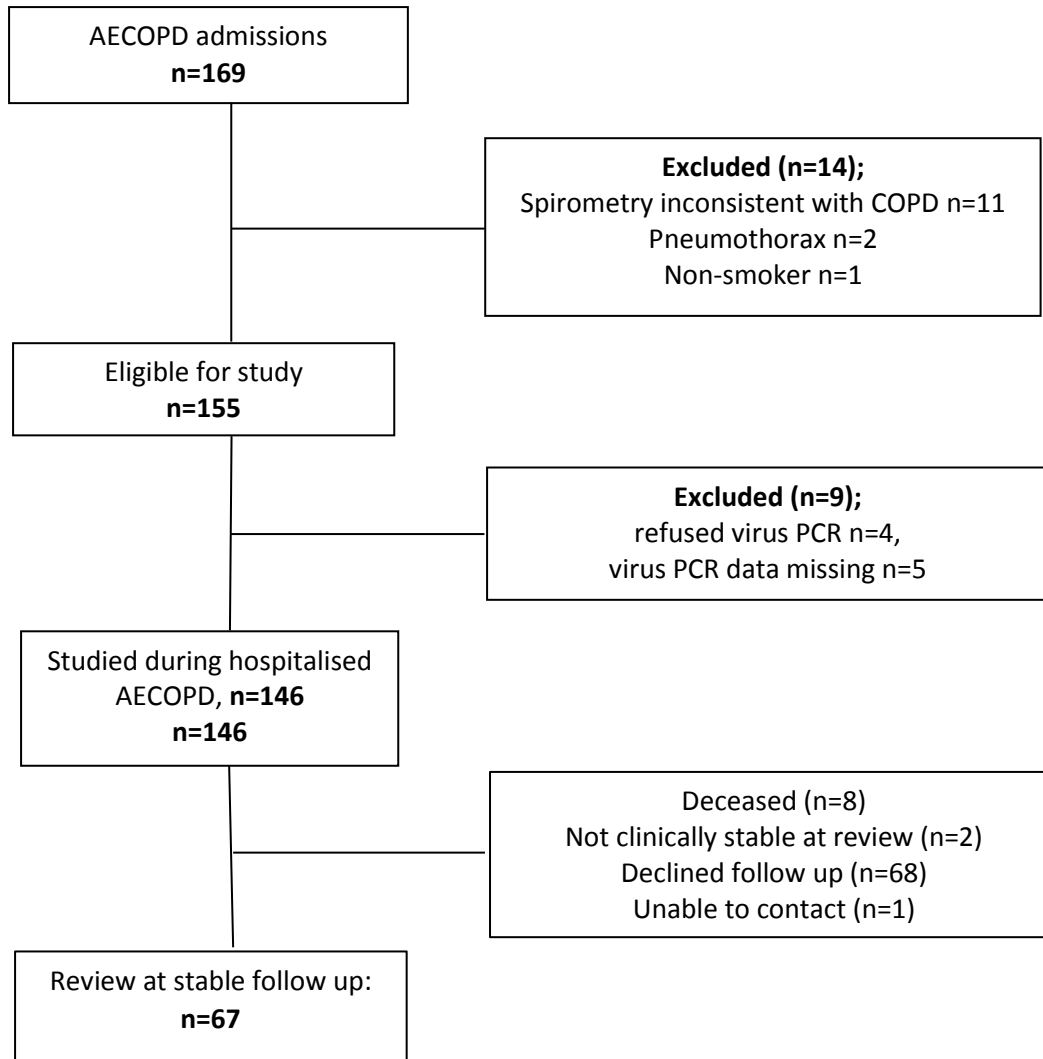 AECOPD admissions
n=169
Excluded (n=14);
Spirometry inconsistent with COPD n=11
Pneumothorax n=2
Non-smoker n=1
Eligible for study
n=155
Excluded (n=9);
refused virus PCR n=4,
virus PCR data missing n=5
Studied during hospitalised
AECOPD, n=146
n=146
Deceased (n=8)
Not clinically stable at review (n=2)
Declined follow up (n=68)
Unable to contact (n=1)
Review at stable follow up:
n=67